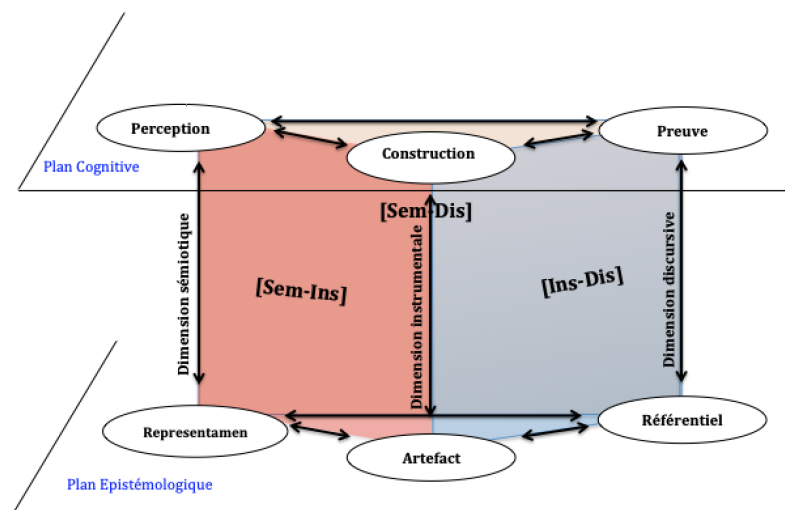 Perception
Preuve
Construction
Plan Cognitive
[Sem-Dis]
Dimension sémiotique
Dimension instrumentale
Dimension discursive
[Sem-Ins]
[Ins-Dis]
Representamen
Référentiel
Artefact
Plan Epistémologique